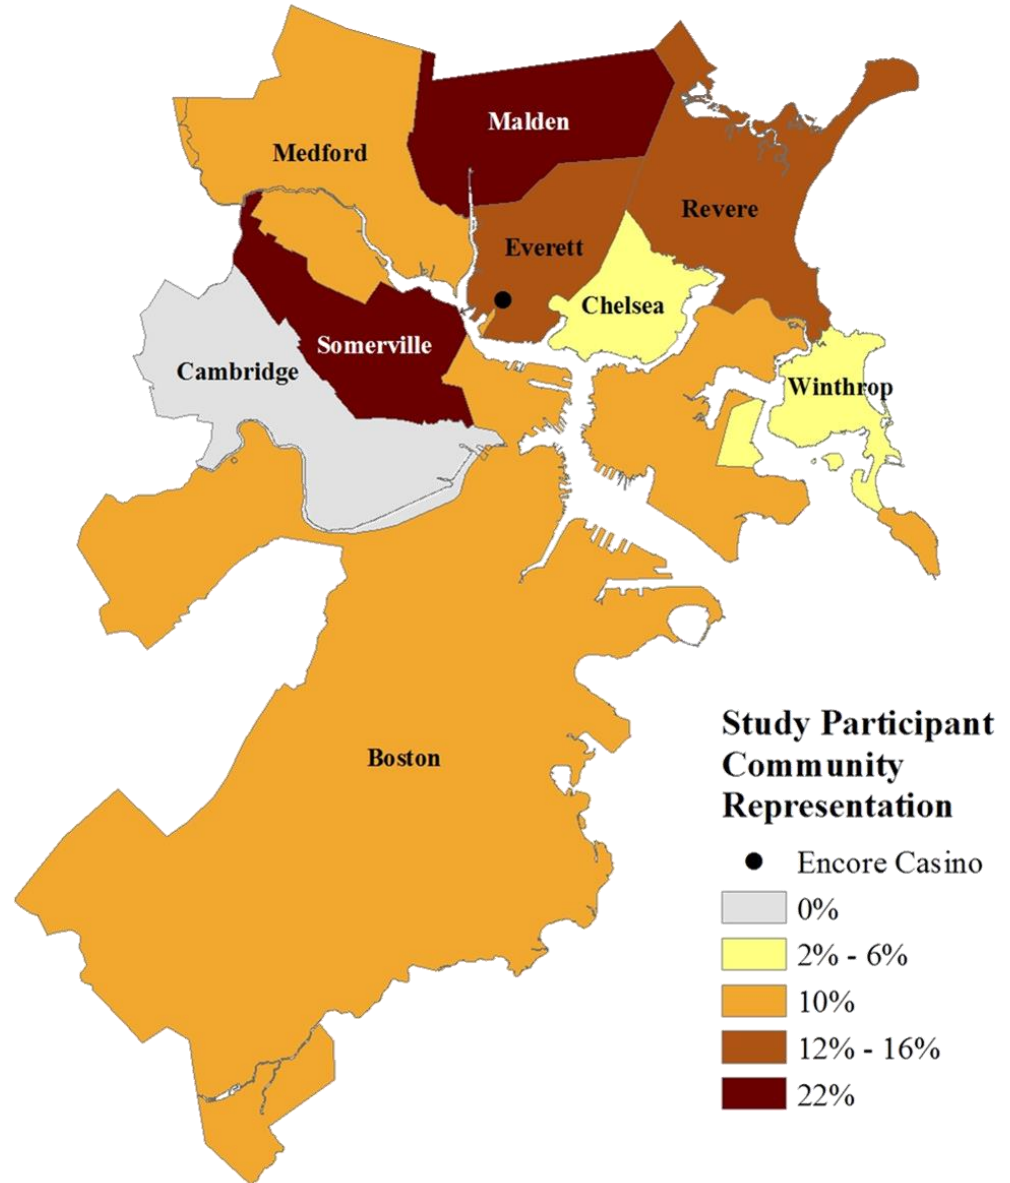 Malden
Medford
Revere
Everett
Chelsea
Somerville
Cambridge
Winthrop
Boston
Study Participant
Community
Representation
Encore Casino
0%
2% - 6%
10%
12% - 16%
22%